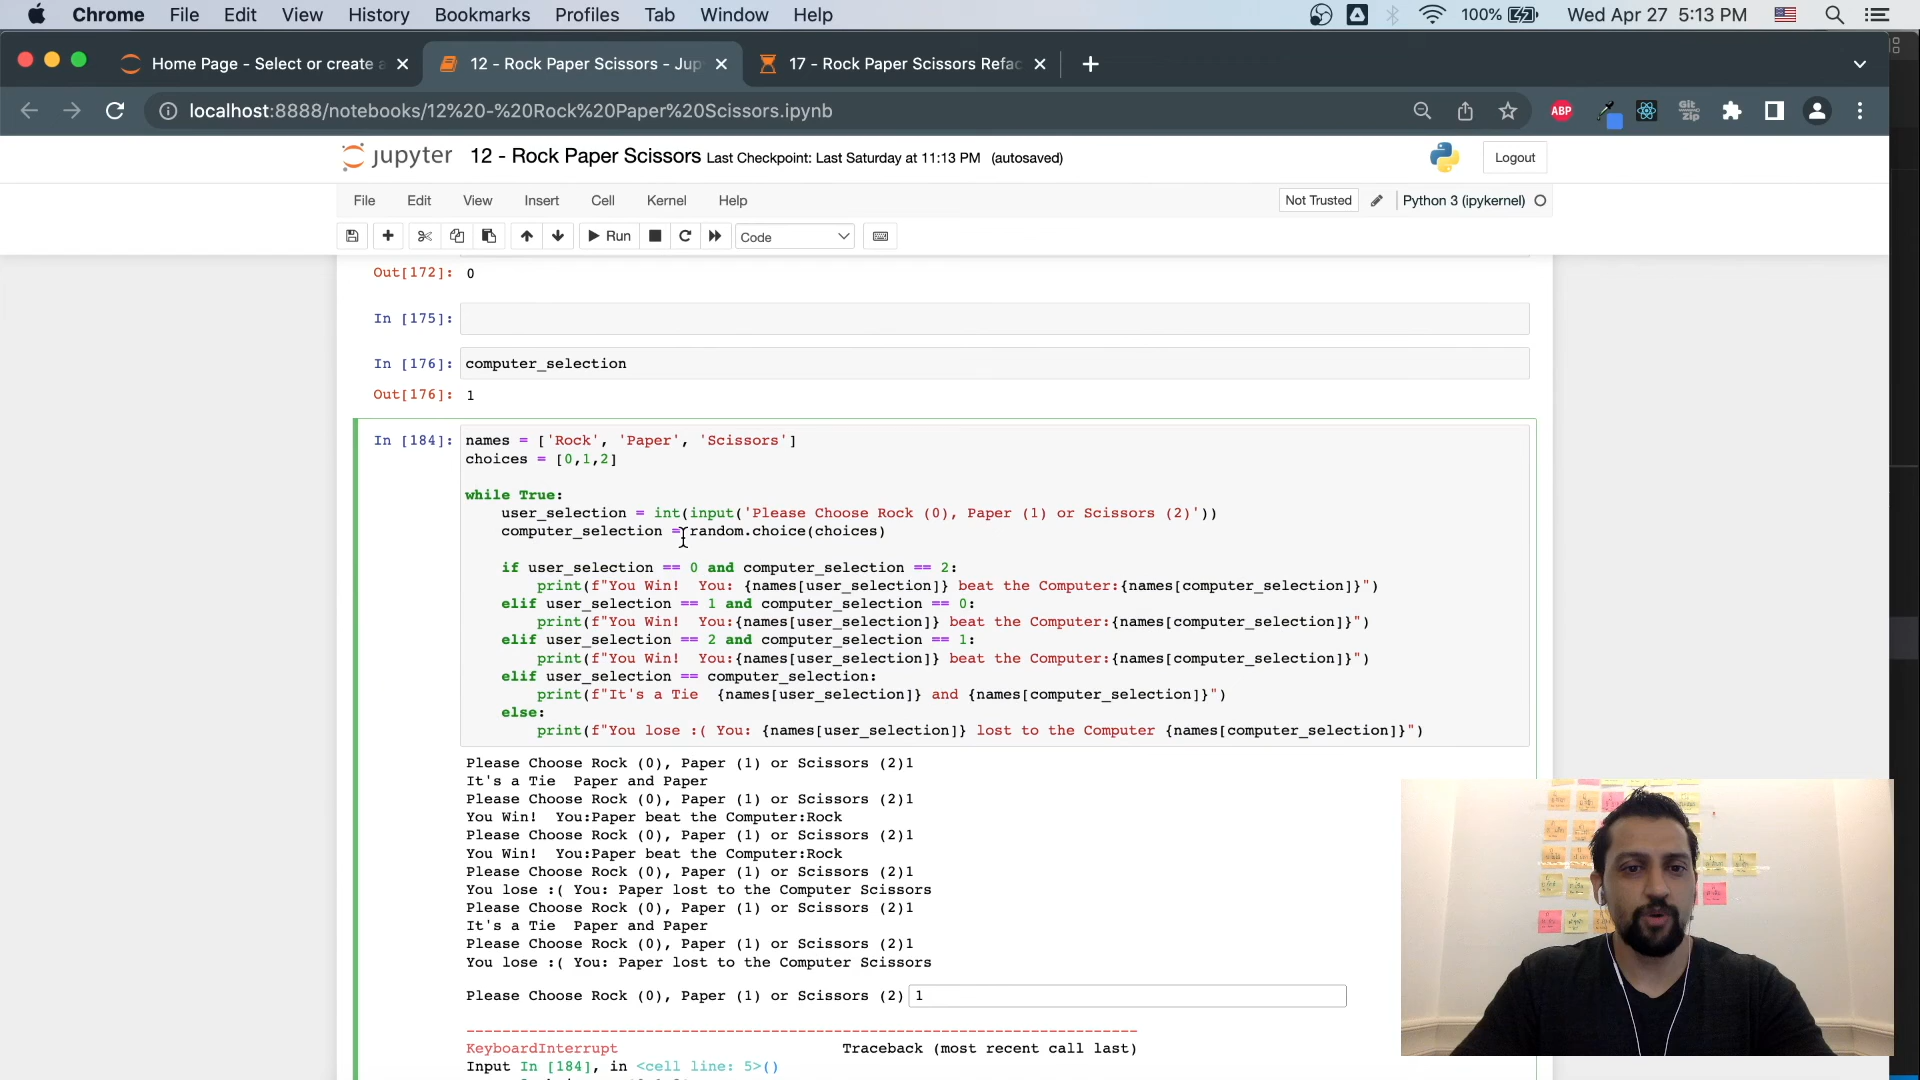 Chrome File Edit View History Bookmarks Profiles Tab Window Help 100% Wed Apr 27 5:13 PM
Home Page - Select or create a 12 - Rock Paper Scissors - Jup 17 - Rock Paper Scissors Refac
localhost:8888/notebooks/12%20-%20Rock%20Paper%20Scissors.ipynb ABP Git Zip
jupyter 12 - Rock Paper Scissors Last Checkpoint: Last Saturday at 11:13 PM (autosaved) Logout
File Edit View Insert Cell Kernel Help Not Trusted Python 3 (ipykernel)
Run Code
Out[172]: 0
In [175]:
In [176]: computer_selection
Out[176]: 1
In [184]: names = ['Rock', 'Paper', 'Scissors']
choices = [0,1,2]
while True:
user_selection = int(input('Please Choose Rock (0), Paper (1) or Scissors (2)'))
computer_selection = random.choice(choices)
if user_selection == 0 and computer_selection == 2:
print(f"You Win!  You: {names[user_selection]} beat the Computer:{names[computer_selection]}")
elif user_selection == 1 and computer_selection == 0:
print(f"You Win!  You:{names[user_selection]} beat the Computer:{names[computer_selection]}")
elif user_selection == 2 and computer_selection == 1:
print(f"You Win!  You:{names[user_selection]} beat the Computer:{names[computer_selection]}")
elif user_selection == computer_selection:
print(f"It's a Tie  {names[user_selection]} and {names[computer_selection]}")
else:
print(f"You lose :( You: {names[user_selection]} lost to the Computer {names[computer_selection]}")
Please Choose Rock (0), Paper (1) or Scissors (2)1
It's a Tie  Paper and Paper
Please Choose Rock (0), Paper (1) or Scissors (2)1
You Win!  You:Paper beat the Computer:Rock
Please Choose Rock (0), Paper (1) or Scissors (2)1
You Win!  You:Paper beat the Computer:Rock
Please Choose Rock (0), Paper (1) or Scissors (2)1
You lose :( You: Paper lost to the Computer Scissors
Please Choose Rock (0), Paper (1) or Scissors (2)1
It's a Tie  Paper and Paper
Please Choose Rock (0), Paper (1) or Scissors (2)1
You lose :( You: Paper lost to the Computer Scissors
Please Choose Rock (0), Paper (1) or Scissors (2) 1
---------------------------------------------------------------------------
KeyboardInterrupt Traceback (most recent call last)
Input In [184], in <cell line: 5>()